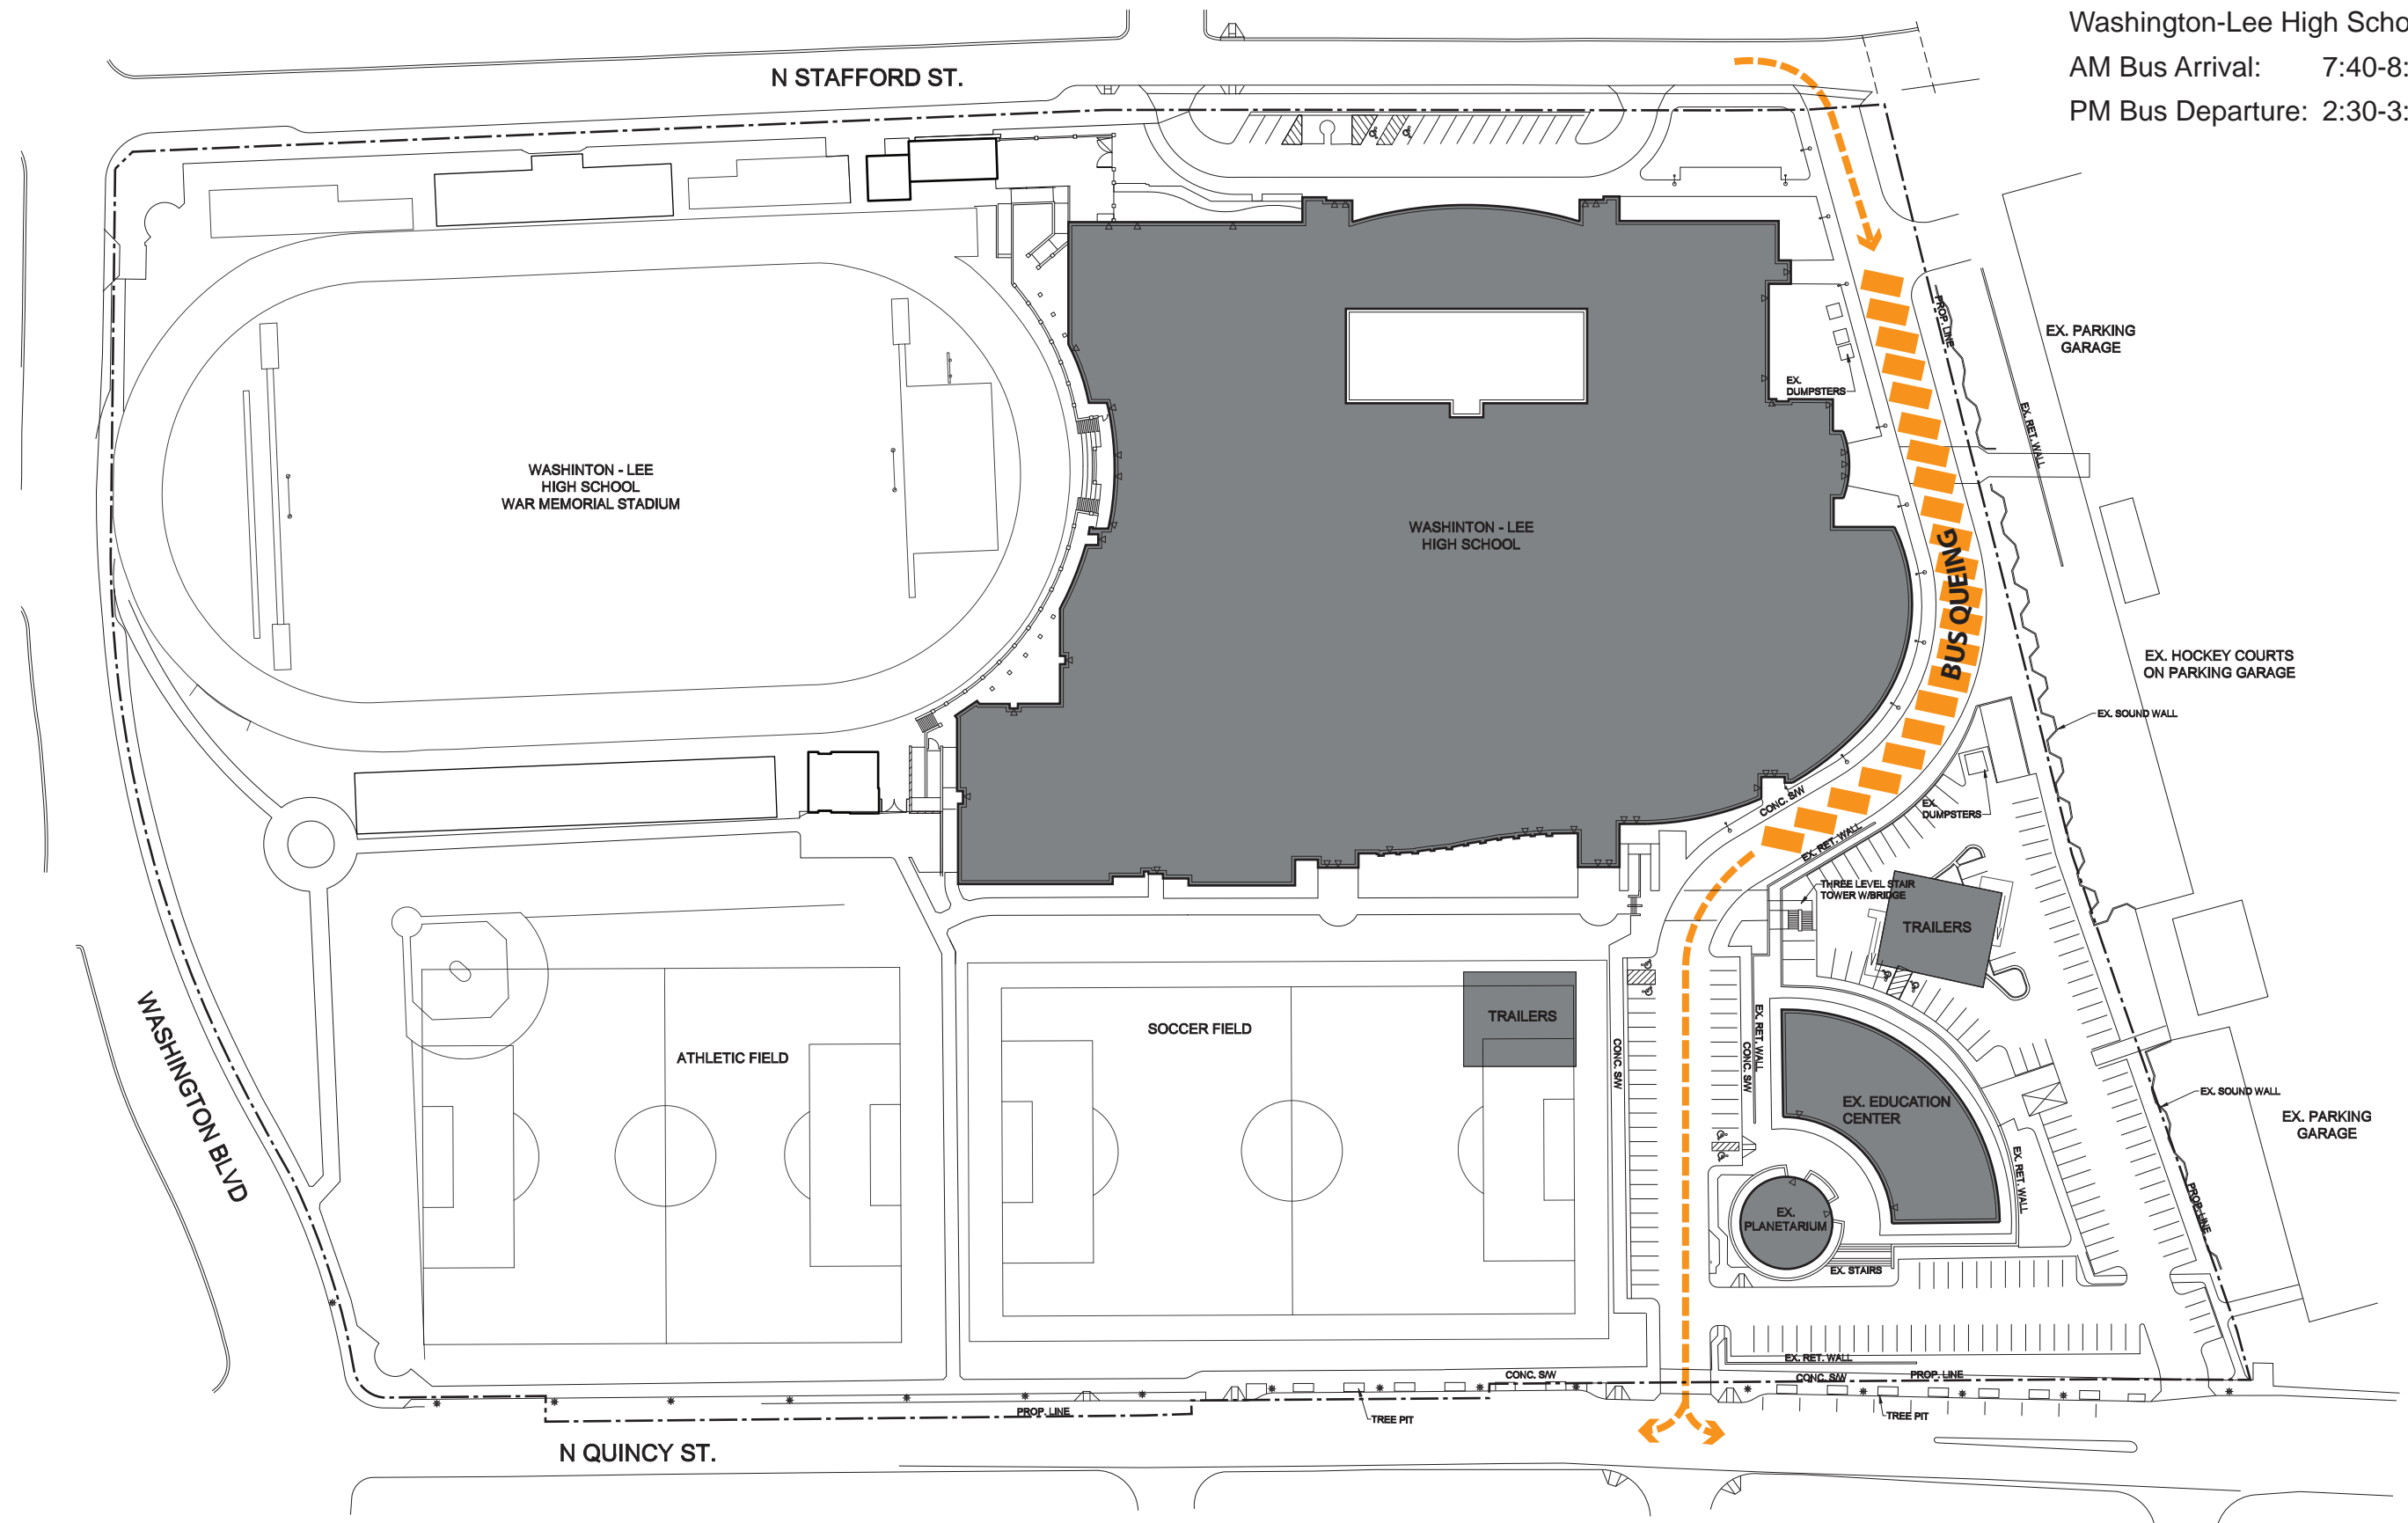 Washington-Lee High Scho
AM Bus Arrival: 7:40-8:
PM Bus Departure: 2:30-3:
N STAFFORD ST.
PROP. LINE
EX. PARKING
GARAGE
EX.
DUMPSTERS
EX. RET. WALL
WASHINTON - LEE
HIGH SCHOOL
WAR MEMORIAL STADIUM
WASHINTON - LEE
HIGH SCHOOL
BUS QUEING
EX. HOCKEY COURTS
ON PARKING GARAGE
EX. SOUND WALL
CONC. S/W
EX.
DUMPSTERS
EX. RET. WALL
THREE LEVEL STAIR
TOWER W/BRIDGE
TRAILERS
WASHINGTON BLVD
ATHLETIC FIELD
SOCCER FIELD
TRAILERS
CONC. S/W
EX. RET. WALL
CONC. S/W
EX. EDUCATION
CENTER
EX. SOUND WALL
EX. PARKING
GARAGE
EX. RET. WALL
PROP. LINE
EX.
PLANETARIUM
EX. STAIRS
EX. RET. WALL
CONC. S/W
CONC. S/W
PROP. LINE
PROP. LINE
TREE PIT
TREE PIT
N QUINCY ST.